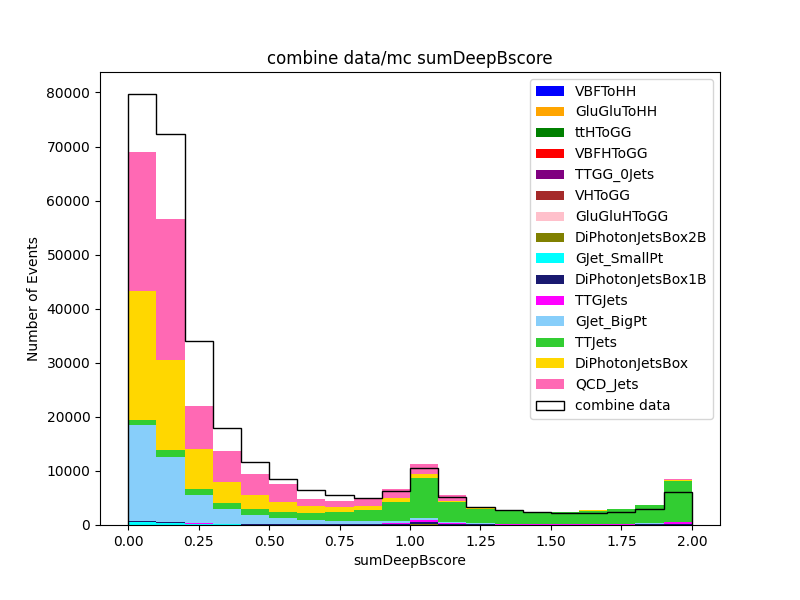 combine data/mc sumDeepBscore
80000
70000
60000
50000
40000
30000
20000
10000
0
Number of Events
0.00 0.25 0.50 0.75 1.00 1.25 1.50 1.75 2.00
sumDeepBscore
VBFToHH
GluGluToHH
ttHToGG
VBFHToGG
TTGG_0Jets
VHToGG
GluGluHToGG
DiPhotonJetsBox2B
GJet_SmallPt
DiPhotonJetsBox1B
TTGJets
GJet_BigPt
TTJets
DiPhotonJetsBox
QCD_Jets
combine data